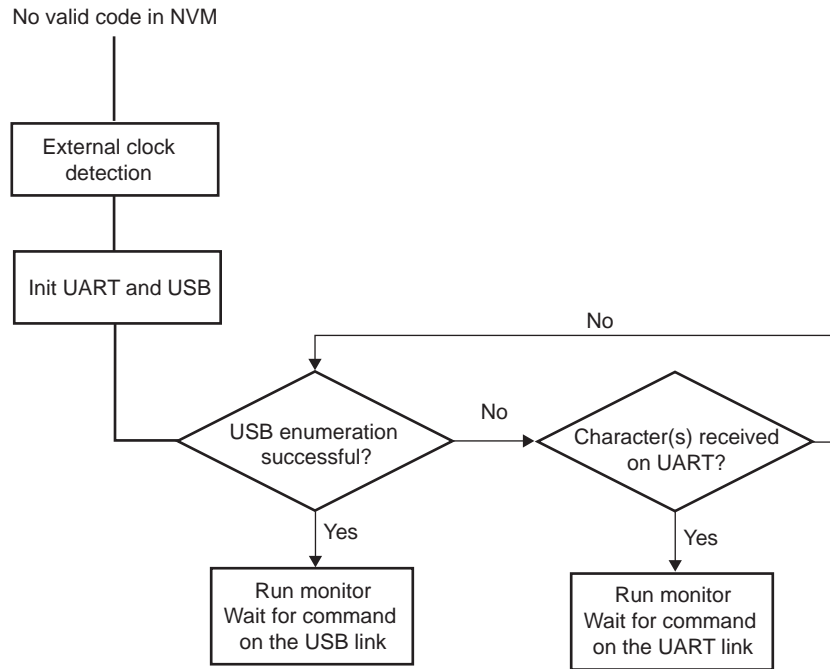 No valid code in NVM
External clock
detection
Init UART and USB
No
USB enumeration
successful?
No
Character(s) received
on UART?
Yes
Yes
Run monitor
Wait for command
on the USB link
Run monitor
Wait for command
on the UART link